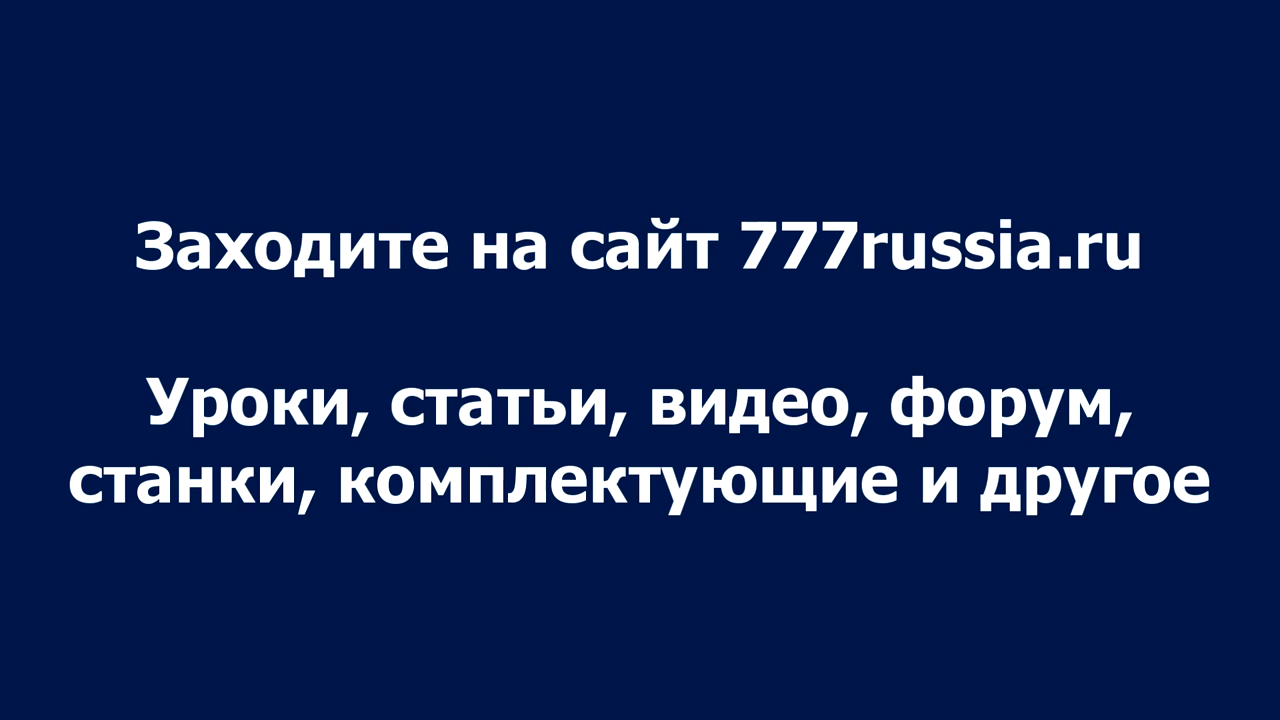 Заходите на сайт 777russia.ru
Уроки, статьи, видео, форум,
станки, комплектующие и другое